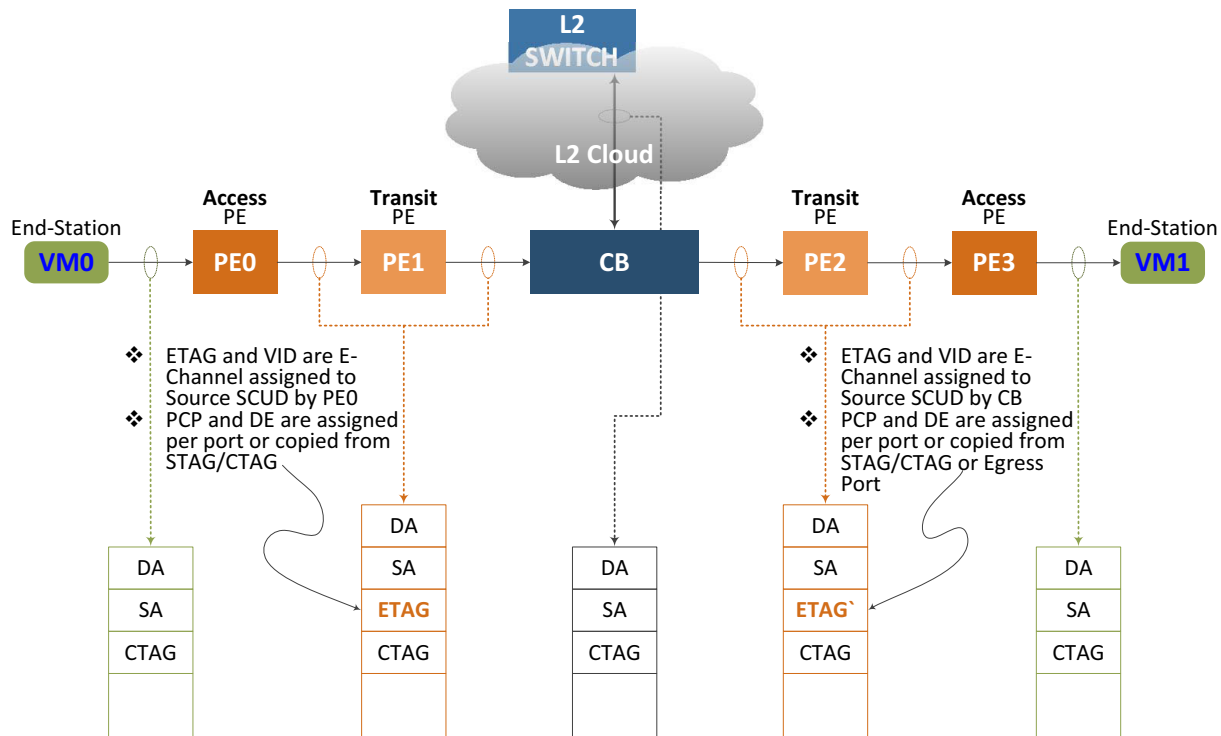 L2
SWITCH
L2 Cloud
Access
PE
Transit
PE
Transit
PE
Access
PE
End-Station
End-Station
VM0
PE0
PE1
CB
PE2
PE3
VM1
❖ ETAG and VID are E-
Channel assigned to
Source SCUD by PE0
❖ PCP and DE are assigned
per port or copied from
STAG/CTAG
❖ ETAG and VID are E-
Channel assigned to
Source SCUD by CB
❖ PCP and DE are assigned
per port or copied from
STAG/CTAG or Egress
Port
DA
SA
CTAG
DA
SA
ETAG
CTAG
DA
SA
CTAG
DA
SA
ETAG`
CTAG
DA
SA
CTAG